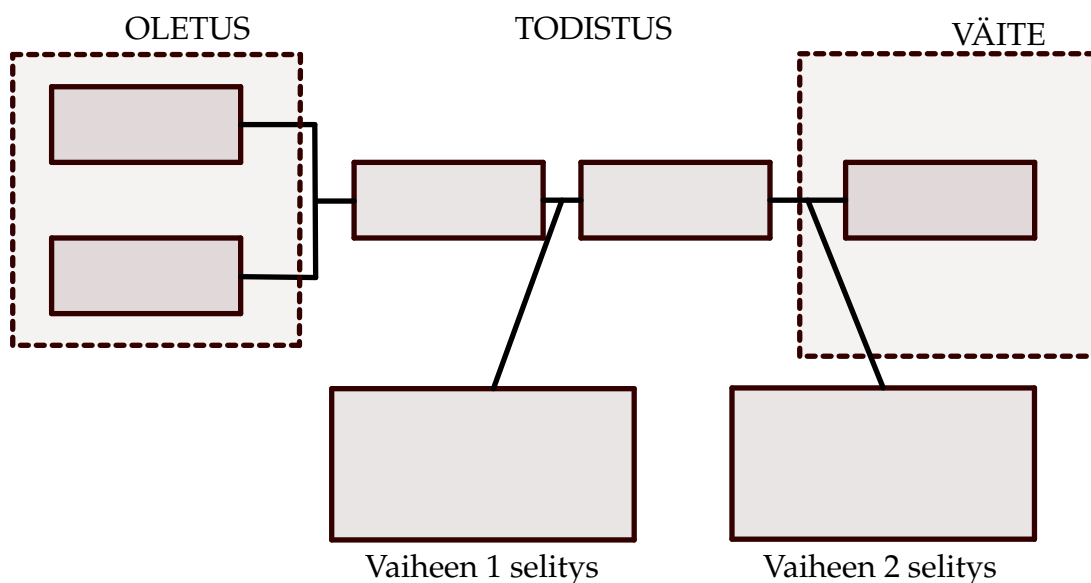 OLETUS
TODISTUS
VÄITE
Vaiheen 1 selitys
Vaiheen 2 selitys